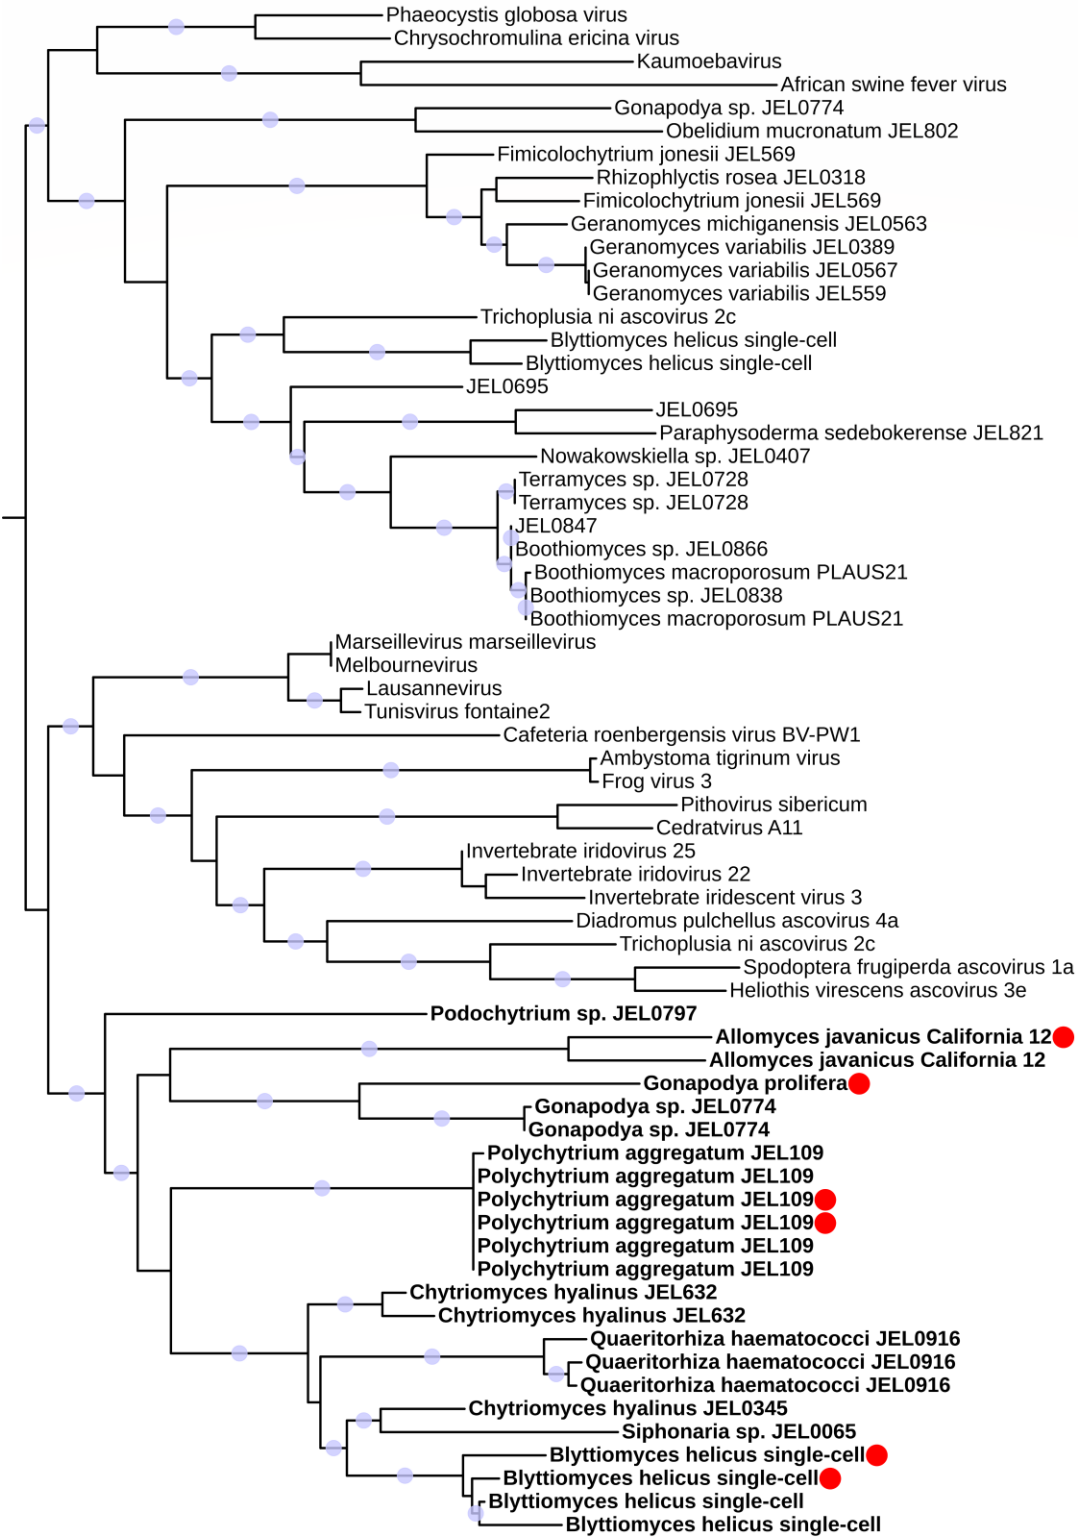 Phaeocystis globosa virus
Chrysochromulina ericina virus
Kaumoebavirus
African swine fever virus
Gonapodya sp. JEL0774
Obelidium mucronatum JEL802
Fimicolochytrium jonesii JEL569
Rhizophlyctis rosea JEL0318
Fimicolochytrium jonesii JEL569
Geranomyces michiganensis JEL0563
Geranomyces variabilis JEL0389
Geranomyces variabilis JEL0567
Geranomyces variabilis JEL559
Trichoplusia ni ascovirus 2c
Blyttiomyces helicus single-cell
Blyttiomyces helicus single-cell
JEL0695
JEL0695
Paraphysoderma sedebokerense JEL821
Nowakowskiella sp. JEL0407
Terramyces sp. JEL0728
Terramyces sp. JEL0728
JEL0847
Boothiomyces sp. JEL0866
Boothiomyces macroporosum PLAUS21
Boothiomyces sp. JEL0838
Boothiomyces macroporosum PLAUS21
Marseillevirus marseillevirus
Melbournevirus
Lausannevirus
Tunisvirus fontaine2
Cafeteria roenbergensis virus BV-PW1
Ambystoma tigrinum virus
Frog virus 3
Pithovirus sibericum
Cedratvirus A11
Invertebrate iridovirus 25
Invertebrate iridovirus 22
Invertebrate iridescent virus 3
Diadromus pulchellus ascovirus 4a
Trichoplusia ni ascovirus 2c
Spodoptera frugiperda ascovirus 1a
Heliothis virescens ascovirus 3e
Podochytrium sp. JEL0797
Allomyces javanicus California 12
Allomyces javanicus California 12
Gonapodya prolifera
Gonapodya sp. JEL0774
Gonapodya sp. JEL0774
Polychytrium aggregatum JEL109
Polychytrium aggregatum JEL109
Polychytrium aggregatum JEL109
Polychytrium aggregatum JEL109
Polychytrium aggregatum JEL109
Polychytrium aggregatum JEL109
Chytriomyces hyalinus JEL632
Chytriomyces hyalinus JEL632
Quaeritorhiza haematococci JEL0916
Quaeritorhiza haematococci JEL0916
Quaeritorhiza haematococci JEL0916
Chytriomyces hyalinus JEL0345
Siphonaria sp. JEL0065
Blyttiomyces helicus single-cell
Blyttiomyces helicus single-cell
Blyttiomyces helicus single-cell
Blyttiomyces helicus single-cell